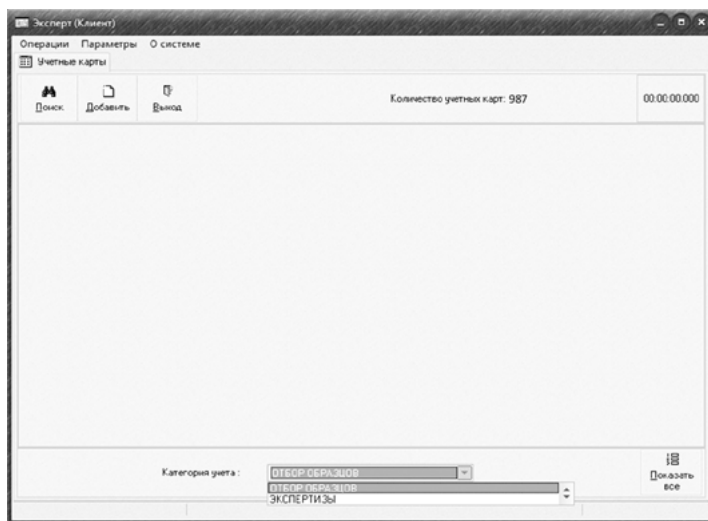 Эксперт (Клиент)
Операции Параметры О системе
Учетные карты
Поиск Добавить Выход Количество учетных карт: 987 00:00:00.000
Категория учета : ОТБОР ОБРАЗЦОВ
ОТБОР ОБРАЗЦОВ
ЭКСПЕРТИЗЫ
Показать
все